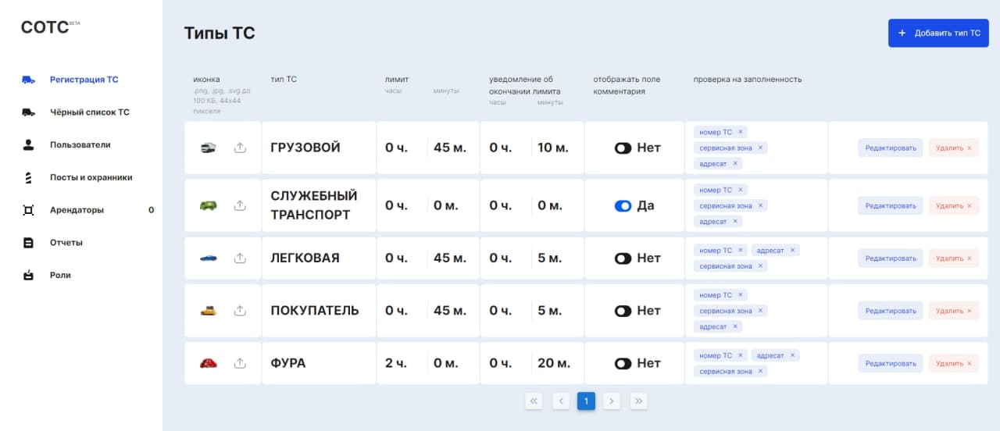 СОТС BETA
Типы ТС
+ Добавить тип ТС
Регистрация ТС
Чёрный список ТС
Пользователи
Посты и охранники
Арендаторы 0
Отчеты
Роли
иконка
.png, .jpg, .svg до
100 КБ, 44x44
пикселя
тип ТС
лимит
часы минуты
уведомление об
окончании лимита
часы минуты
отображать поле
комментария
проверка на заполненность
ГРУЗОВОЙ
0 ч. 45 м. 0 ч. 10 м. Нет
номер ТС ×
сервисная зона ×
адресат ×
Редактировать Удалить ×
СЛУЖЕБНЫЙ
ТРАНСПОРТ
0 ч. 0 м. 0 ч. 0 м. Да
номер ТС ×
сервисная зона ×
адресат ×
Редактировать Удалить ×
ЛЕГКОВАЯ
0 ч. 45 м. 0 ч. 5 м. Нет
номер ТС × адресат ×
сервисная зона ×
Редактировать Удалить ×
ПОКУПАТЕЛЬ
0 ч. 45 м. 0 ч. 5 м. Нет
номер ТС ×
сервисная зона ×
адресат ×
Редактировать Удалить ×
ФУРА
2 ч. 0 м. 0 ч. 20 м. Нет
номер ТС × адресат ×
сервисная зона ×
Редактировать Удалить ×
« ‹ 1 › »